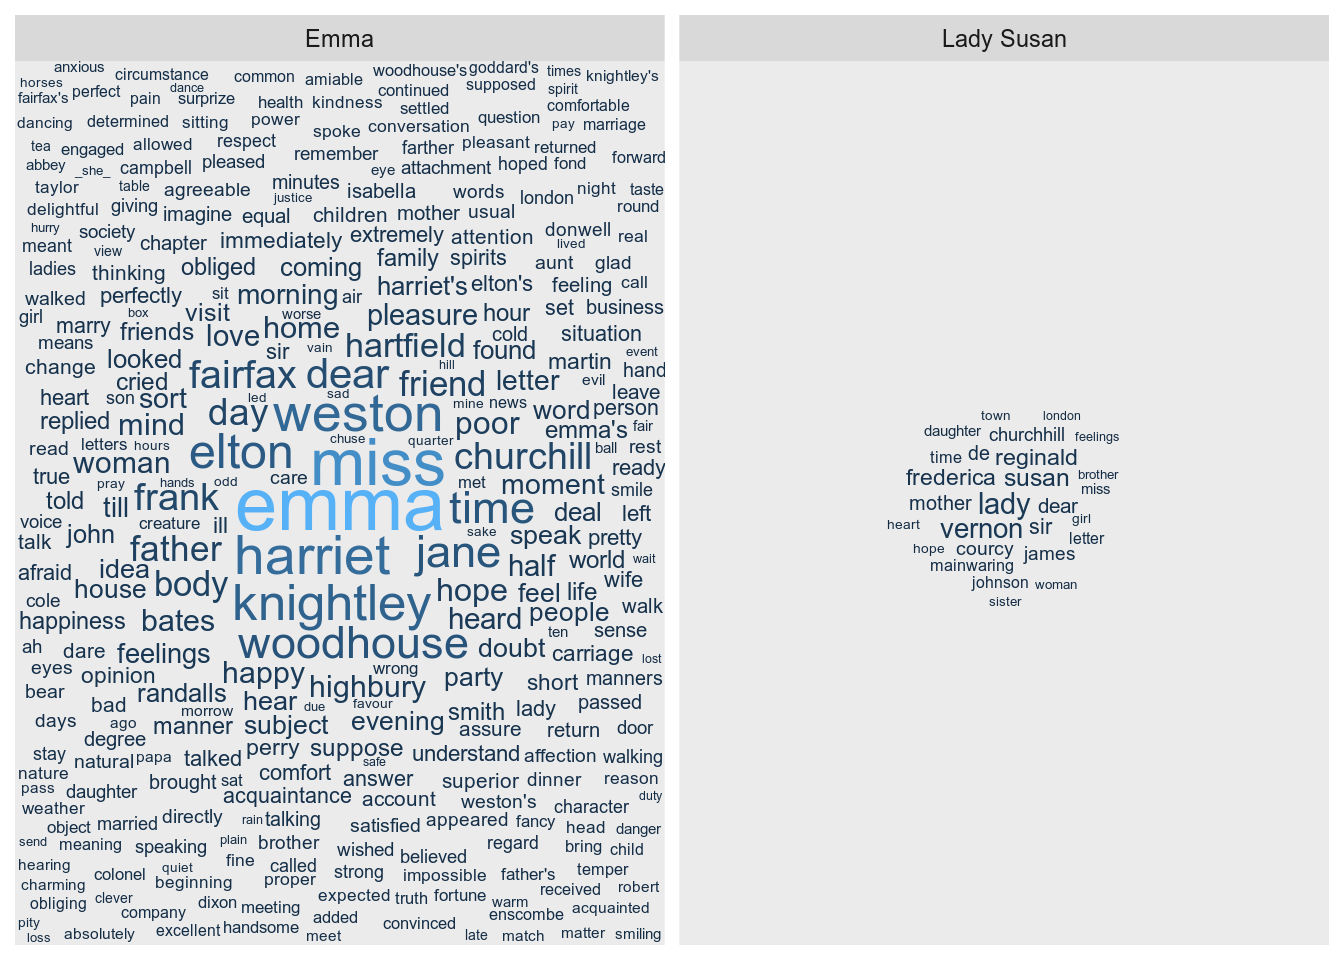 Emma
anxious circumstance common amiable woodhouse's goddard's times knightley's
horses perfect dance continued supposed spirit
fairfax's pain surprize health kindness settled comfortable
dancing determined sitting power spoke conversation question pay marriage
tea engaged allowed respect remember farther pleasant returned
abbey _she_ campbell pleased eye attachment hoped fond forward
taylor table agreeable minutes isabella words london night taste
delightful giving imagine equal justice children mother usual round
hurry society chapter immediately extremely attention donwell real
meant view lived
ladies thinking obliged coming family spirits aunt glad
walked perfectly sit morning air harriet's elton's feeling call
girl box visit worse pleasure hour set business
marry friends love home cold situation
means looked sir vain hartfield found martin event
change cried fairfax dear hill friend letter evil hand
heart son sort led sad mine news leave
replied mind day weston poor word person
emma's fair
read letters hours elton chuse quarter churchill ball rest
woman miss ready
true pray hands odd care met moment smile
told till frank emma time deal left
voice creature ill
talk john father harriet sake jane speak pretty
afraid idea half world wait
house body knightley hope feel life wife
cole people walk
happiness bates heard ten sense
ah dare feelings woodhouse doubt carriage lost
eyes opinion happy wrong party short manners
bear randalls highbury
bad morrow hear due favour smith lady passed
days ago manner subject evening assure return door
degree perry suppose
stay natural papa talked safe understand affection walking
nature brought sat comfort answer superior dinner reason
pass daughter acquaintance account weston's character duty
weather
object married directly rain talking satisfied appeared fancy head danger
send meaning speaking plain brother wished believed regard bring child
hearing quiet fine called
charming colonel beginning proper strong impossible father's temper
obliging clever dixon meeting expected truth fortune warm received robert
company added enscombe acquainted
pity absolutely excellent handsome convinced
loss meet late match matter smiling
Lady Susan
town london
daughter churchhill feelings
time de reginald
frederica susan brother
miss
mother lady dear
heart vernon sir girl
letter
hope courcy james
mainwaring
johnson woman
sister